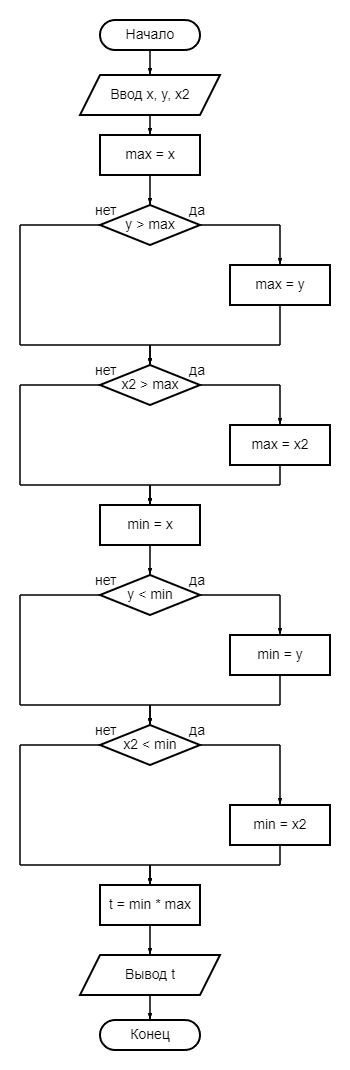 Начало
Ввод x, y, x2
max = x
нет
да
y > max
max = y
нет
да
x2 > max
max = x2
min = x
нет
да
y < min
min = y
нет
да
x2 < min
min = x2
t = min * max
Вывод t
Конец